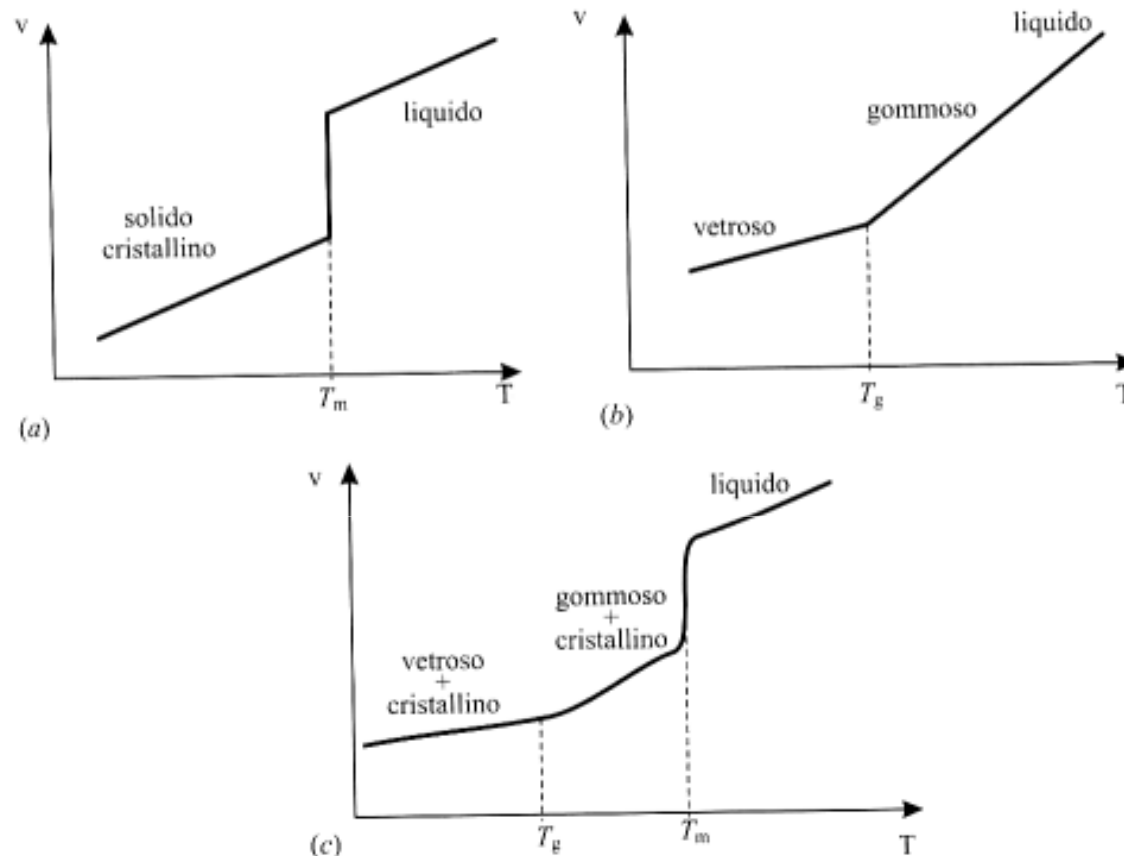 v
solido
cristallino
liquido
T_m
T
(a)
v
liquido
gommoso
vetroso
T_g
T
(b)
v
liquido
gommoso
+
cristallino
vetroso
+
cristallino
T_g
T_m
T
(c)